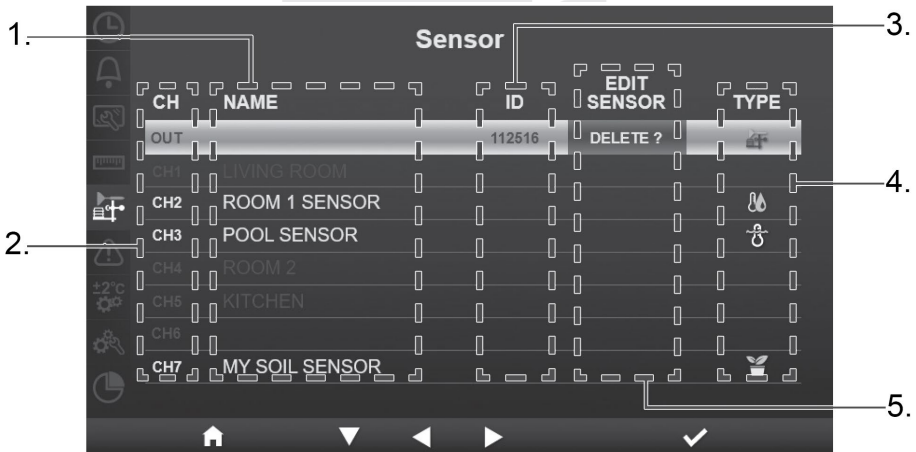 1.
2.
3.
4.
5.
Sensor
CH NAME ID EDIT SENSOR TYPE
OUT 112516 DELETE ?
CH1 LIVING ROOM
CH2 ROOM 1 SENSOR
CH3 POOL SENSOR
CH4 ROOM 2
CH5 KITCHEN
CH6
CH7 MY SOIL SENSOR
±2°C